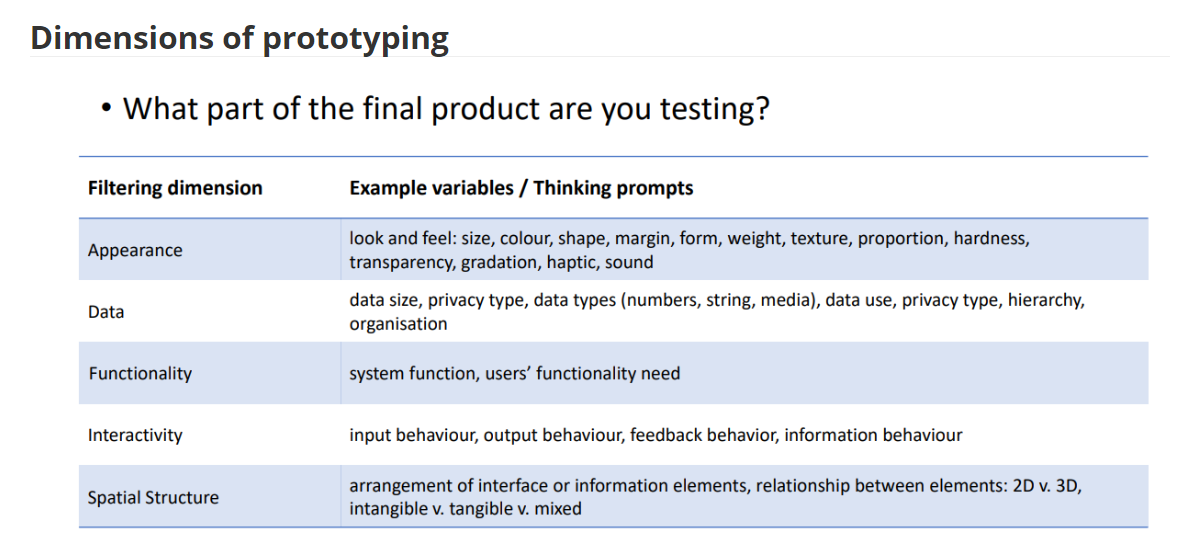 Dimensions of prototyping
• What part of the final product are you testing?
Filtering dimension Example variables / Thinking prompts
Appearance look and feel: size, colour, shape, margin, form, weight, texture, proportion, hardness,
transparency, gradation, haptic, sound
Data data size, privacy type, data types (numbers, string, media), data use, privacy type, hierarchy,
organisation
Functionality system function, users’ functionality need
Interactivity input behaviour, output behaviour, feedback behavior, information behaviour
Spatial Structure arrangement of interface or information elements, relationship between elements: 2D v. 3D,
intangible v. tangible v. mixed